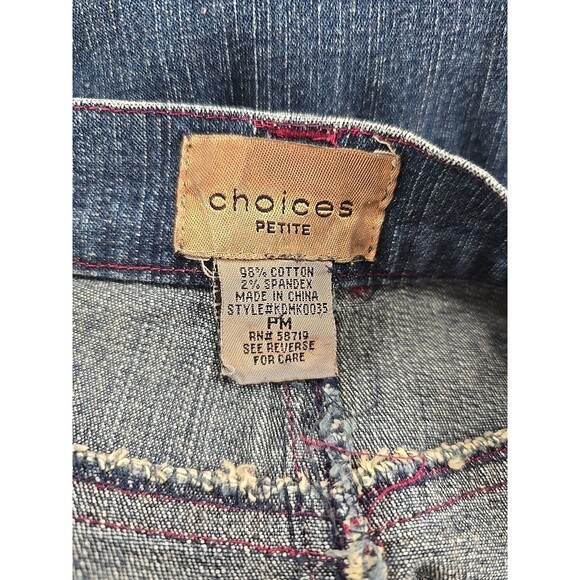 choices
PETITE
98% COTTON
2% SPANDEX
MADE IN CHINA
STYLE#KDMK0035
PM
RN# 58719
SEE REVERSE
FOR CARE